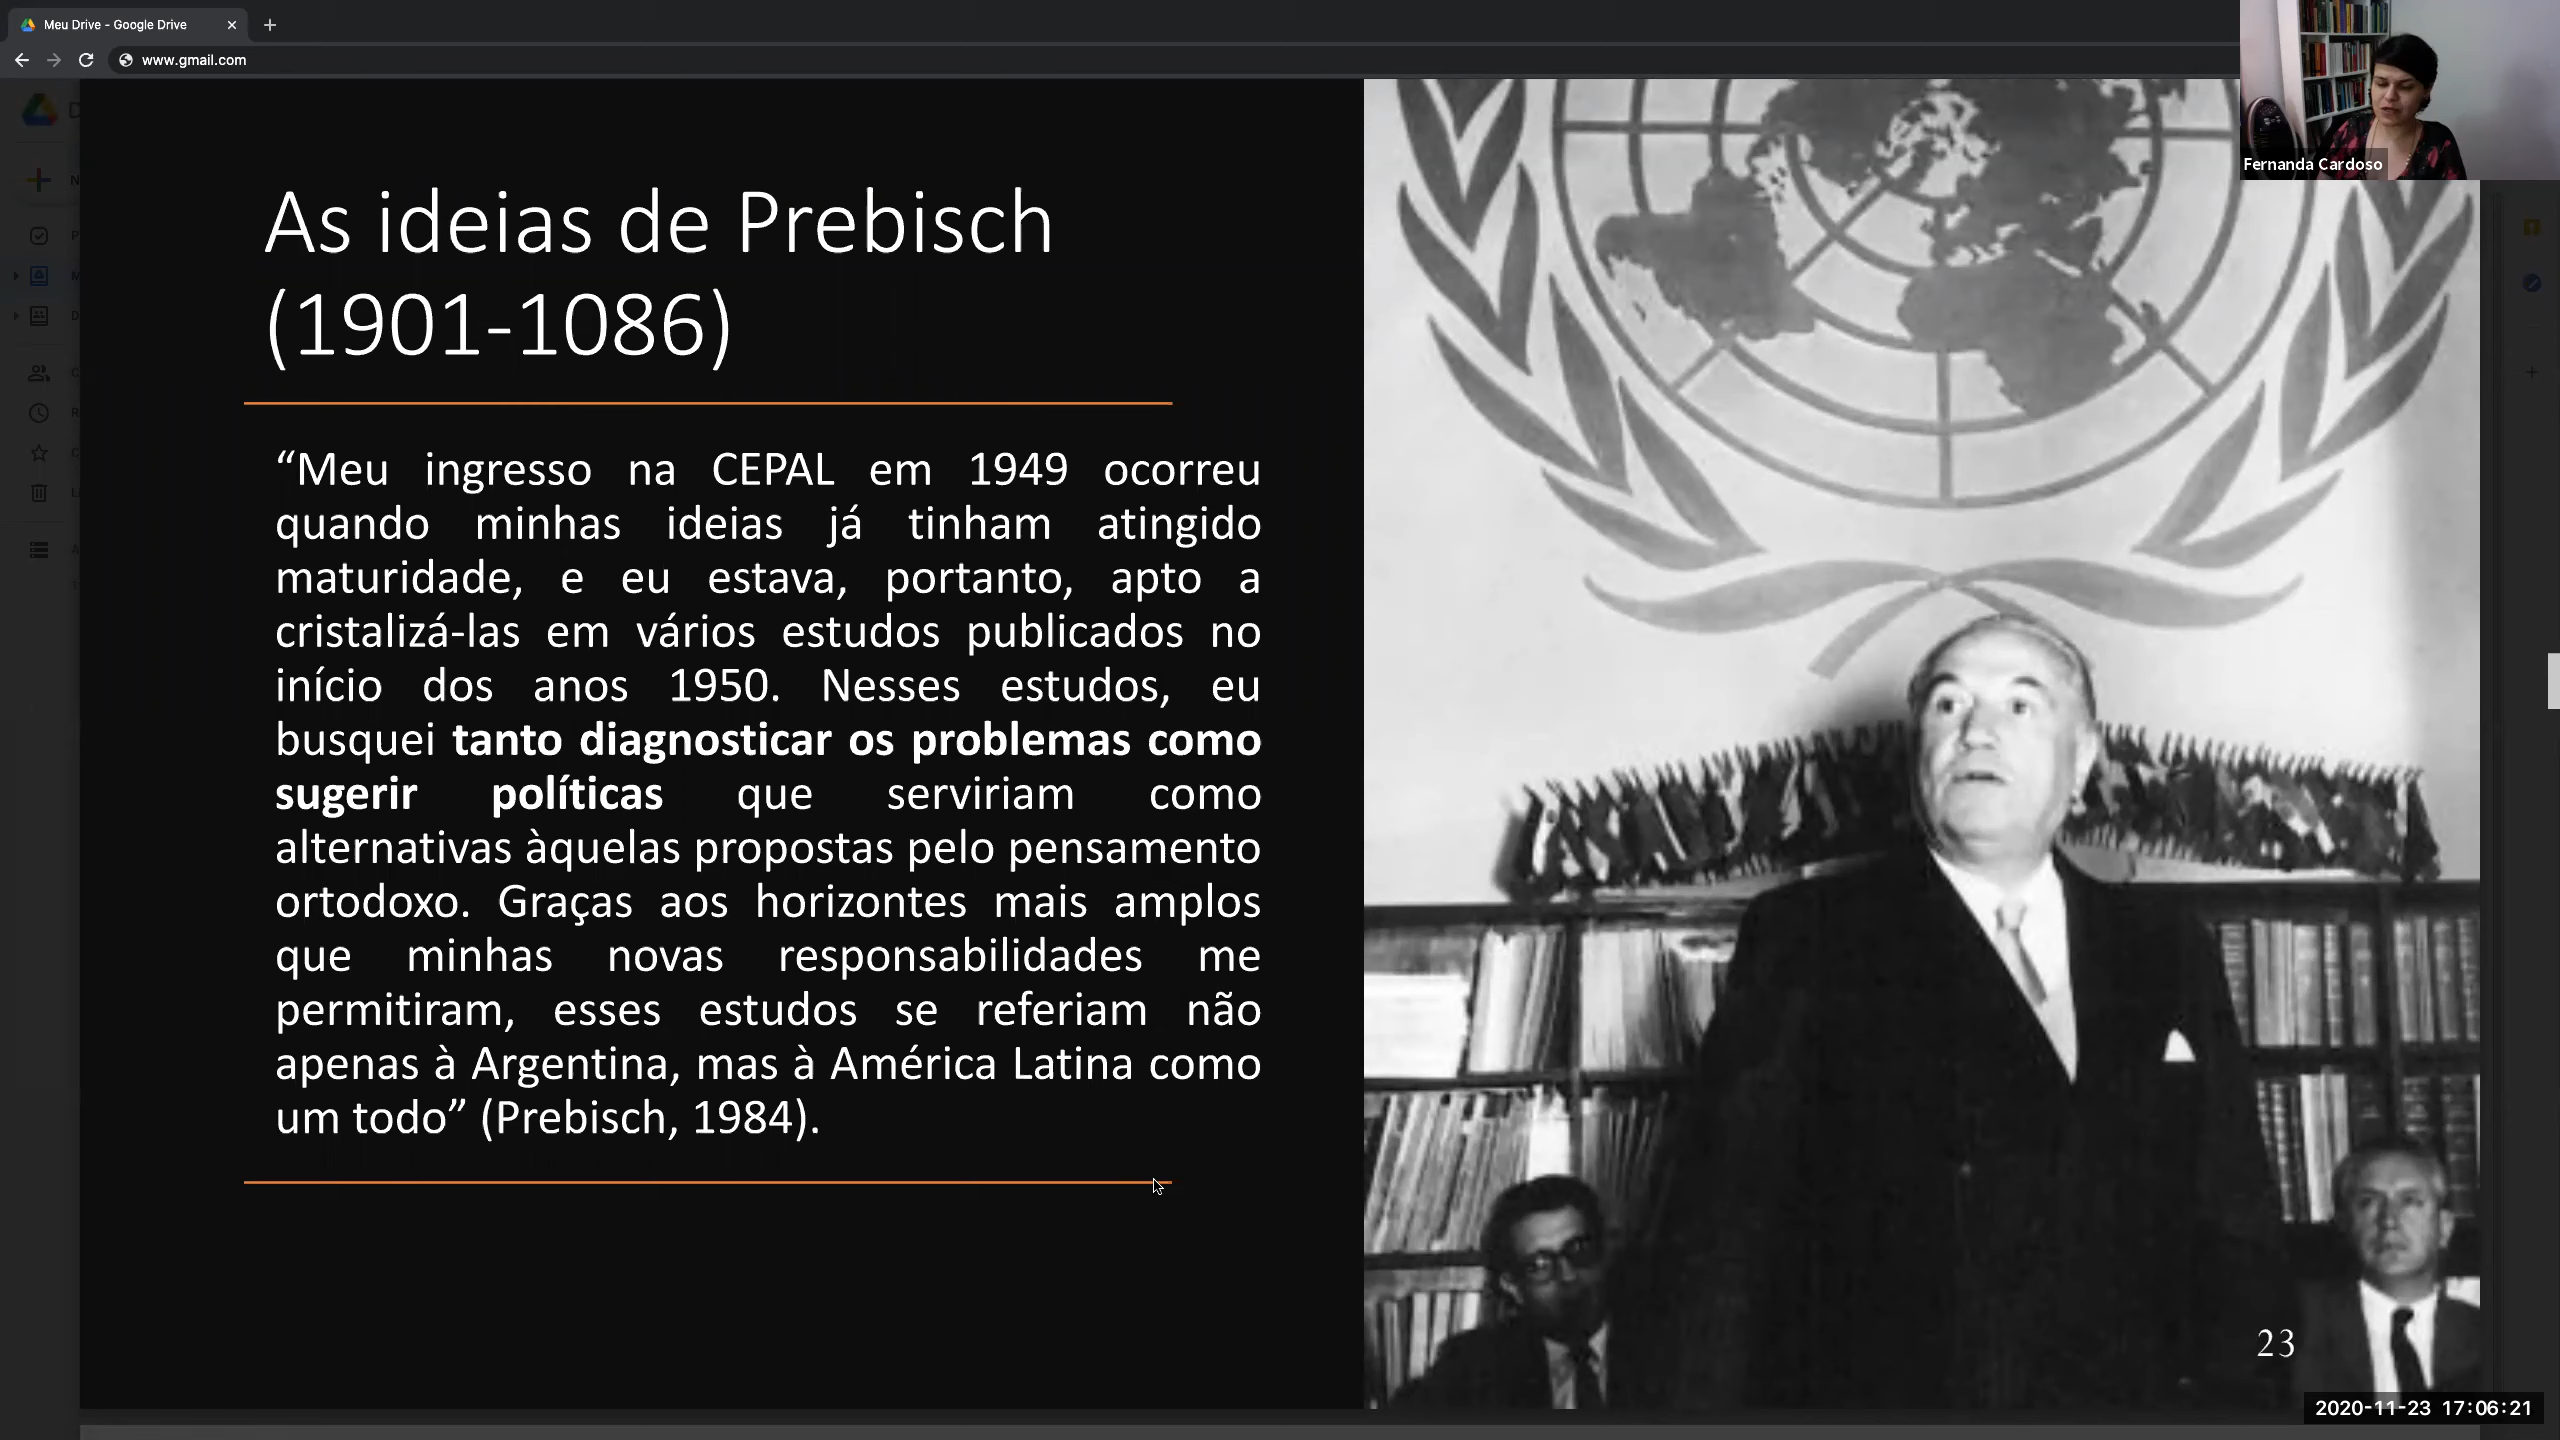 Meu Drive - Google Drive
www.gmail.com
Fernanda Cardoso
As ideias de Prebisch
(1901-1086)
“Meu ingresso na CEPAL em 1949 ocorreu
quando minhas ideias já tinham atingido
maturidade, e eu estava, portanto, apto a
cristalizá-las em vários estudos publicados no
início dos anos 1950. Nesses estudos, eu
busquei tanto diagnosticar os problemas como
sugerir políticas que serviriam como
alternativas àquelas propostas pelo pensamento
ortodoxo. Graças aos horizontes mais amplos
que minhas novas responsabilidades me
permitiram, esses estudos se referiam não
apenas à Argentina, mas à América Latina como
um todo” (Prebisch, 1984).
23
2020-11-23 17:06:21